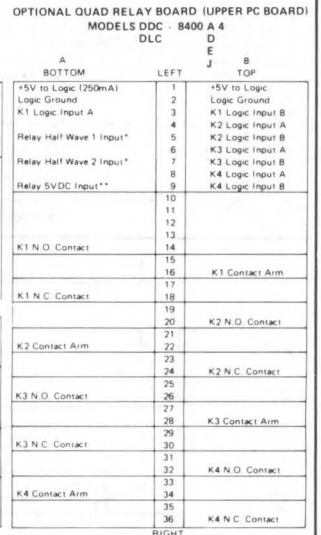 OPTIONAL QUAD RELAY BOARD (UPPER PC BOARD)
MODELS DDC - 8400 A 4
DLC D
E
J
A B
BOTTOM LEFT TOP
+5V to Logic (250mA) 1 +5V to Logic
Logic Ground 2 Logic Ground
K1 Logic Input A 3 K1 Logic Input B
4 K2 Logic Input A
Relay Half Wave 1 Input* 5 K2 Logic Input B
6 K3 Logic Input A
Relay Half Wave 2 Input* 7 K3 Logic Input B
8 K4 Logic Input A
Relay 5VDC Input** 9 K4 Logic Input B
10
11
12
13
K1 N.O. Contact 14
15
16 K1 Contact Arm
17
K1 N.C. Contact 18
19
20 K2 N.O. Contact
21
K2 Contact Arm 22
23
24 K2 N.C. Contact
25
K3 N.O. Contact 26
27
28 K3 Contact Arm
29
K3 N.C. Contact 30
31
32 K4 N.O. Contact
33
K4 Contact Arm 34
35
36 K4 N.C. Contact
RIGHT